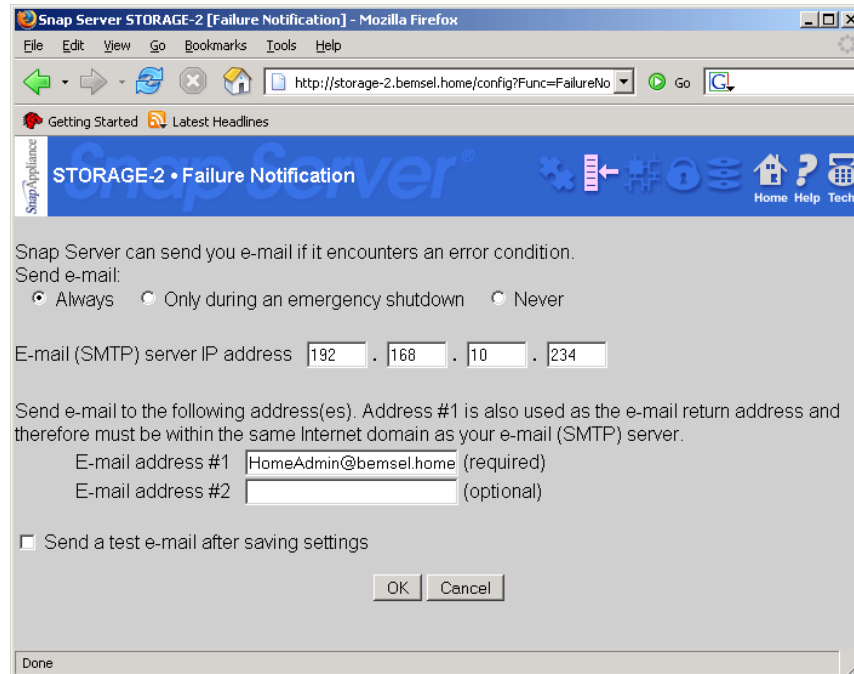 Snap Server STORAGE-2 [Failure Notification] - Mozilla Firefox
File Edit View Go Bookmarks Tools Help
http://storage-2.bemsel.home/config?Func=FailureNo Go G
Getting Started Latest Headlines
SnapAppliance
Snap Server®
STORAGE-2 • Failure Notification
Home Help Tech
Snap Server can send you e-mail if it encounters an error condition.
Send e-mail:
Always Only during an emergency shutdown Never
E-mail (SMTP) server IP address 192 . 168 . 10 . 234
Send e-mail to the following address(es). Address #1 is also used as the e-mail return address and
therefore must be within the same Internet domain as your e-mail (SMTP) server.
E-mail address #1 HomeAdmin@bemsel.home (required)
E-mail address #2 (optional)
Send a test e-mail after saving settings
OK Cancel
Done